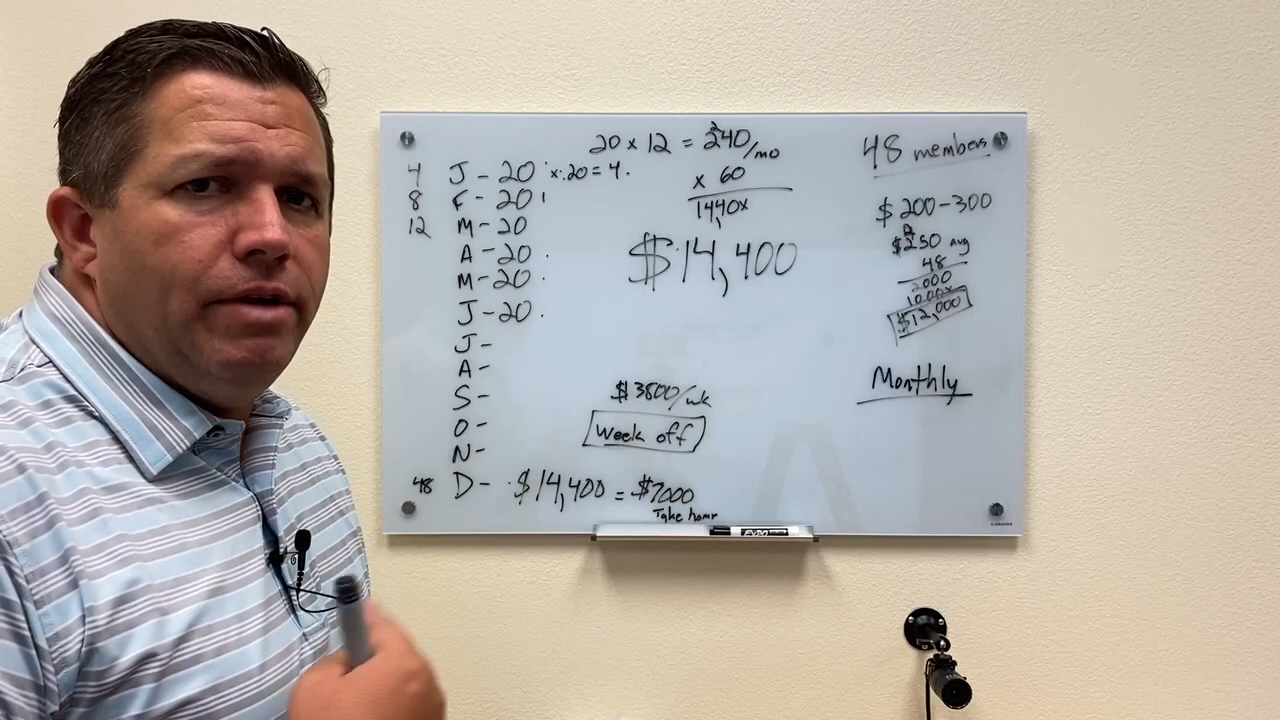 20 x 12 = 240/mo
x 60
1440x
$14,400
4 J - 20 x .20 = 4.
8 F - 20
12 M - 20
A - 20
M - 20
J - 20
J -
A -
S -
O -
N -
48 D - $14,400 = $7000
Take home
$3800/wk
Week off
48 members
$200-300
$250 avg
48
2000
1000x
$12,000
Monthly
EXPO